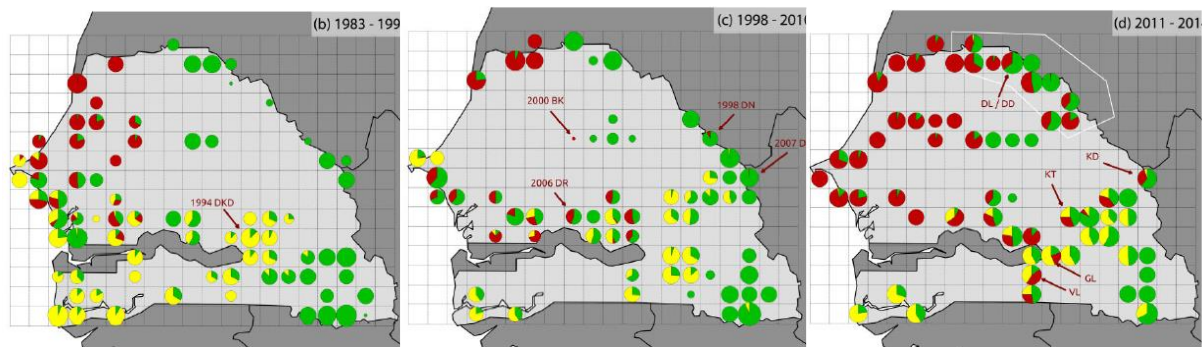 (b) 1983 - 199
1994 DKD
(c) 1998 - 201
2000 BK
1998 DN
2007 D
2006 DR
(d) 2011 - 201
DL / DD
KD
KT
GL
VL